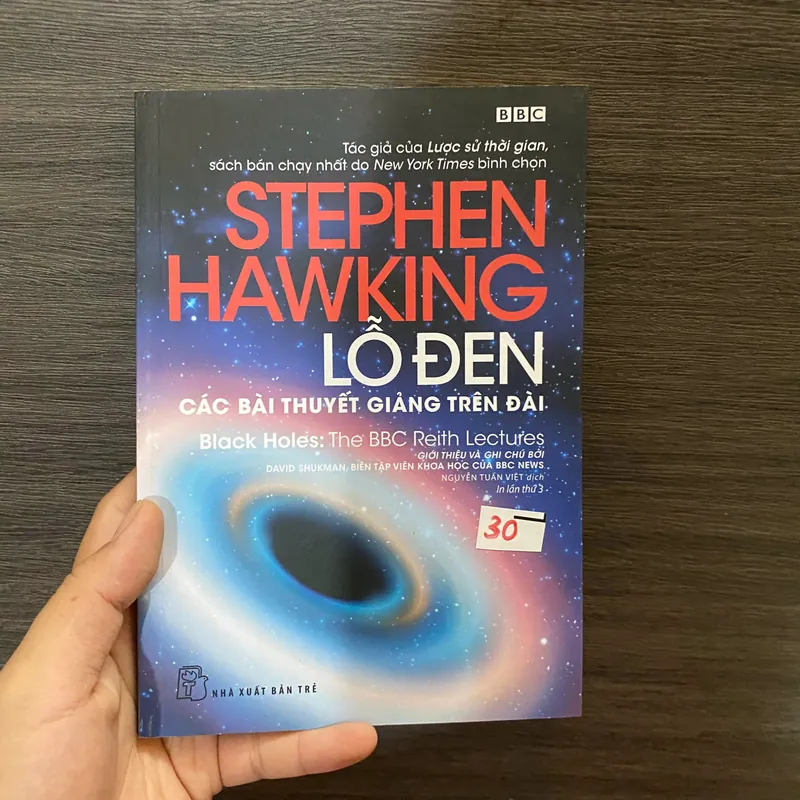 BBC
Tác giả của Lược sử thời gian,
sách bán chạy nhất do New York Times bình chọn
STEPHEN
HAWKING
LỖ ĐEN
CÁC BÀI THUYẾT GIẢNG TRÊN ĐÀI
Black Holes: The BBC Reith Lectures
GIỚI THIỆU VÀ GHI CHÚ BỞI
DAVID SHUKMAN, BIÊN TẬP VIÊN KHOA HỌC CỦA BBC NEWS
NGUYỄN TUẤN VIỆT dịch
In lần thứ 3
30
NHÀ XUẤT BẢN TRẺ